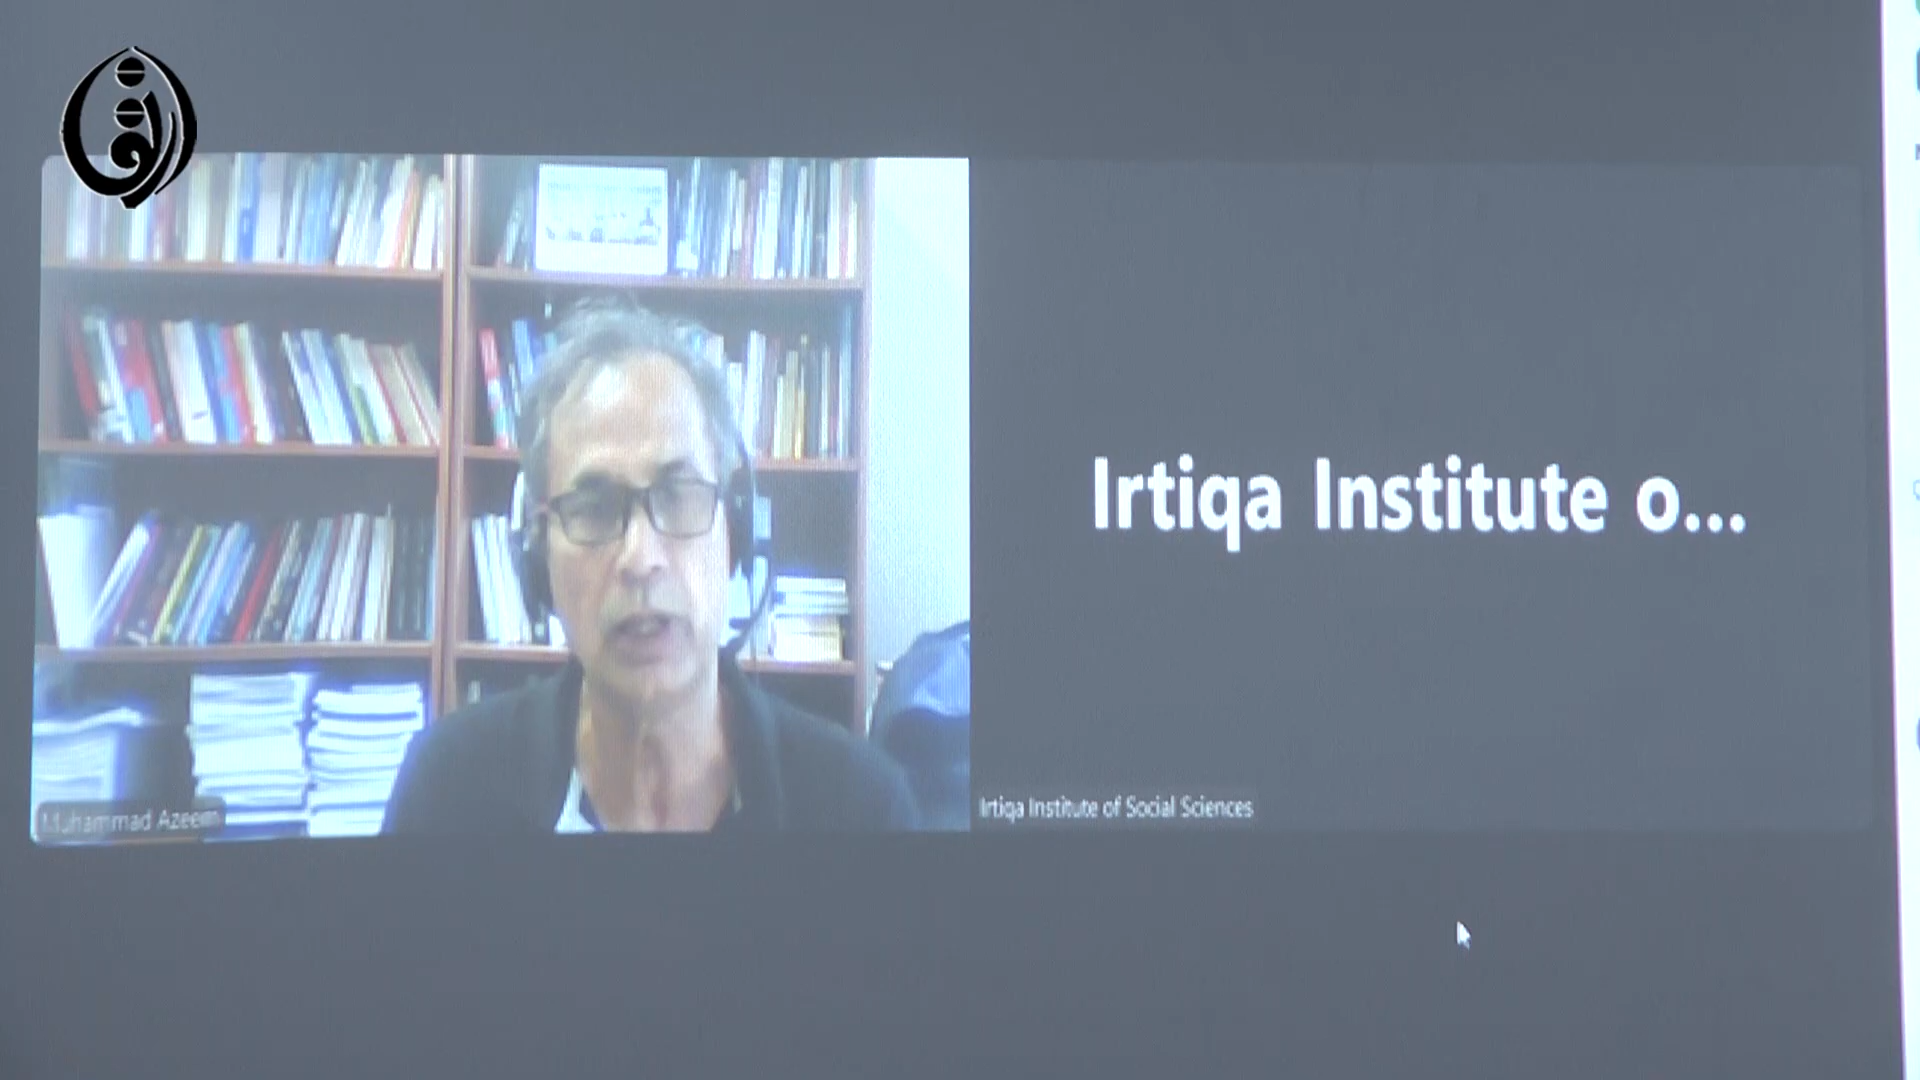 Irtiqa Institute o...
Muhammad Azeem
Irtiqa Institute of Social Sciences